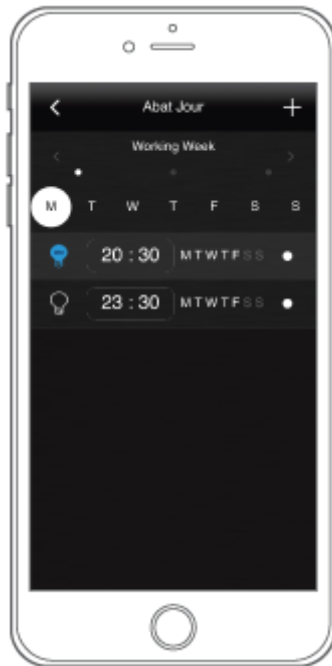 Abat Jour
Working Week
M T W T F S S
20 : 30 MTWTFSS
23 : 30 MTWTFSS